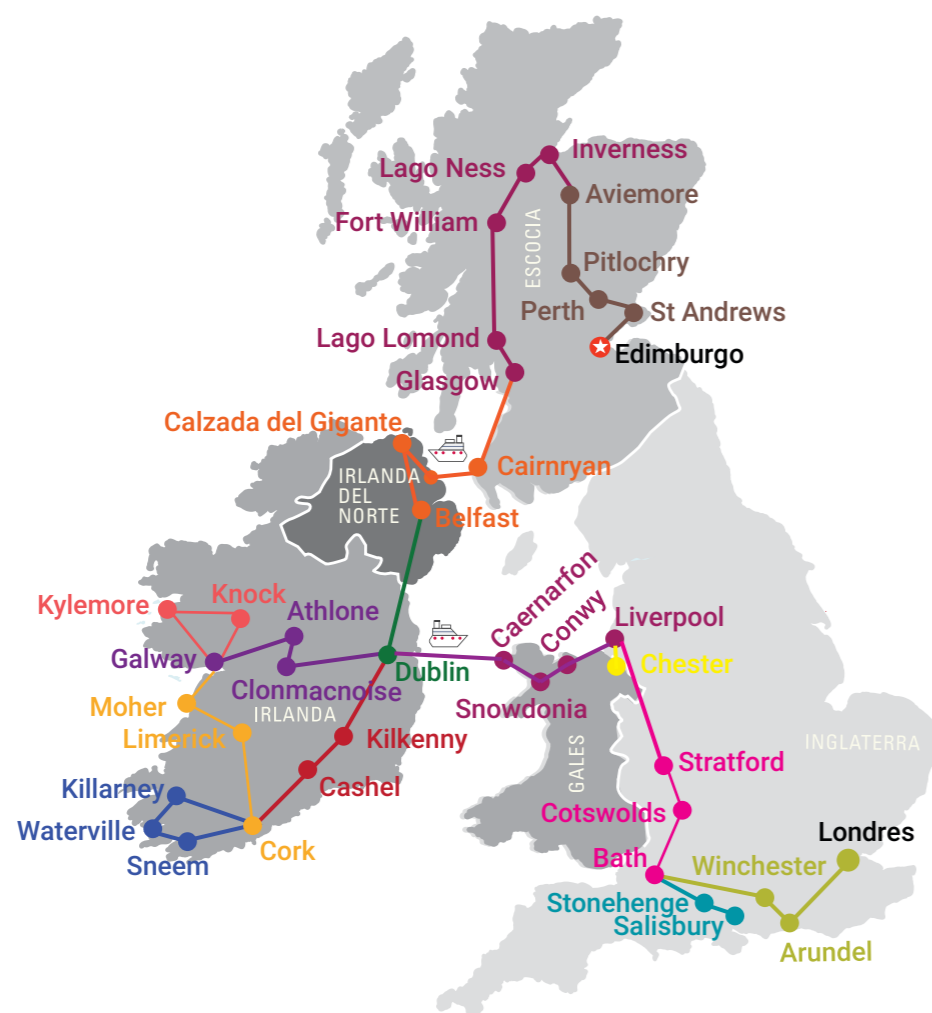 Inverness
Lago Ness
Aviemore
Fort William
ESCOCIA
Pitlochry
Perth
St Andrews
Lago Lomond
Edimburgo
Glasgow
Calzada del Gigante
Cairnryan
IRLANDA
DEL
NORTE
Belfast
Caernarfon
Conwy
Knock
Kylemore
Athlone
Liverpool
Galway
Chester
Dublin
Clonmacnoise
Snowdonia
Moher
IRLANDA
Limerick
Kilkenny
INGLATERRA
GALES
Stratford
Cashel
Killarney
Cotswolds
Waterville
Londres
Cork
Sneem
Bath
Winchester
Stonehenge
Salisbury
Arundel